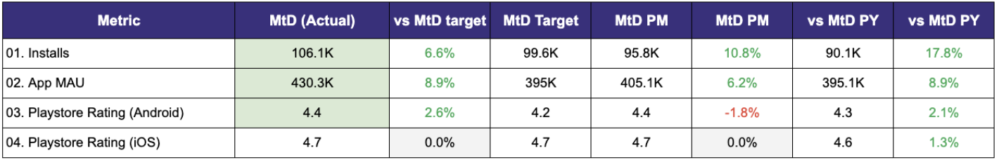 Metric MtD (Actual) vs MtD target MtD Target MtD PM MtD PM vs MtD PY vs MtD PY
01. Installs 106.1K 6.6% 99.6K 95.8K 10.8% 90.1K 17.8%
02. App MAU 430.3K 8.9% 395K 405.1K 6.2% 395.1K 8.9%
03. Playstore Rating (Android) 4.4 2.6% 4.2 4.4 -1.8% 4.3 2.1%
04. Playstore Rating (iOS) 4.7 0.0% 4.7 4.7 0.0% 4.6 1.3%